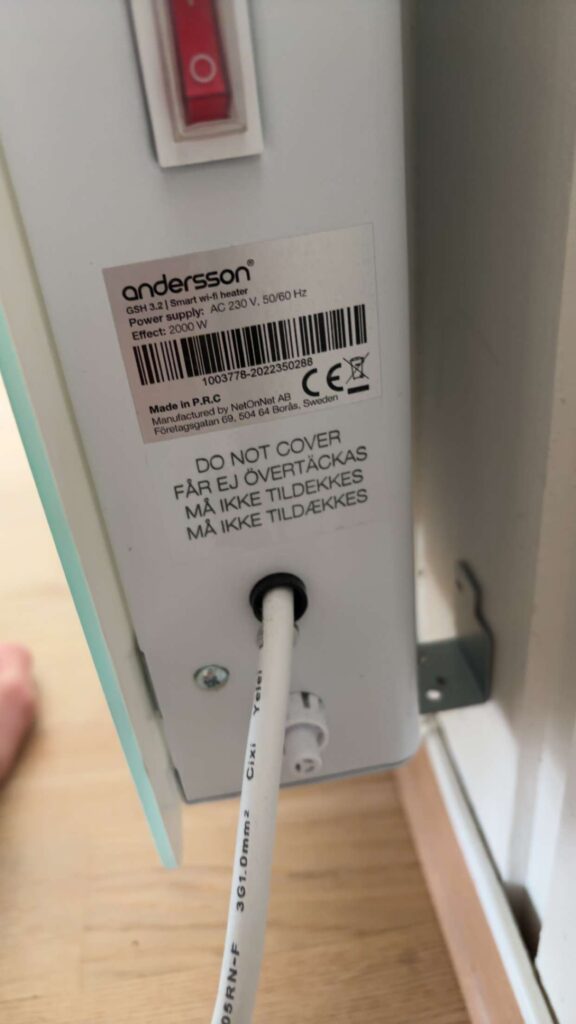 andersson®
GSH 3.2 | Smart wi-fi heater
Power supply: AC 230 V, 50/60 Hz
Effect: 2000 W
1003778-2022350288
CE
Made in P.R.C
Manufactured by NetOnNet AB
Företagsgatan 69, 504 64 Borås, Sweden
DO NOT COVER
FÅR EJ ÖVERTÄCKAS
MÅ IKKE TILDEKKES
MÅ IKKE TILDÆKKES
05RN-F 3G1.0mm² Cixi